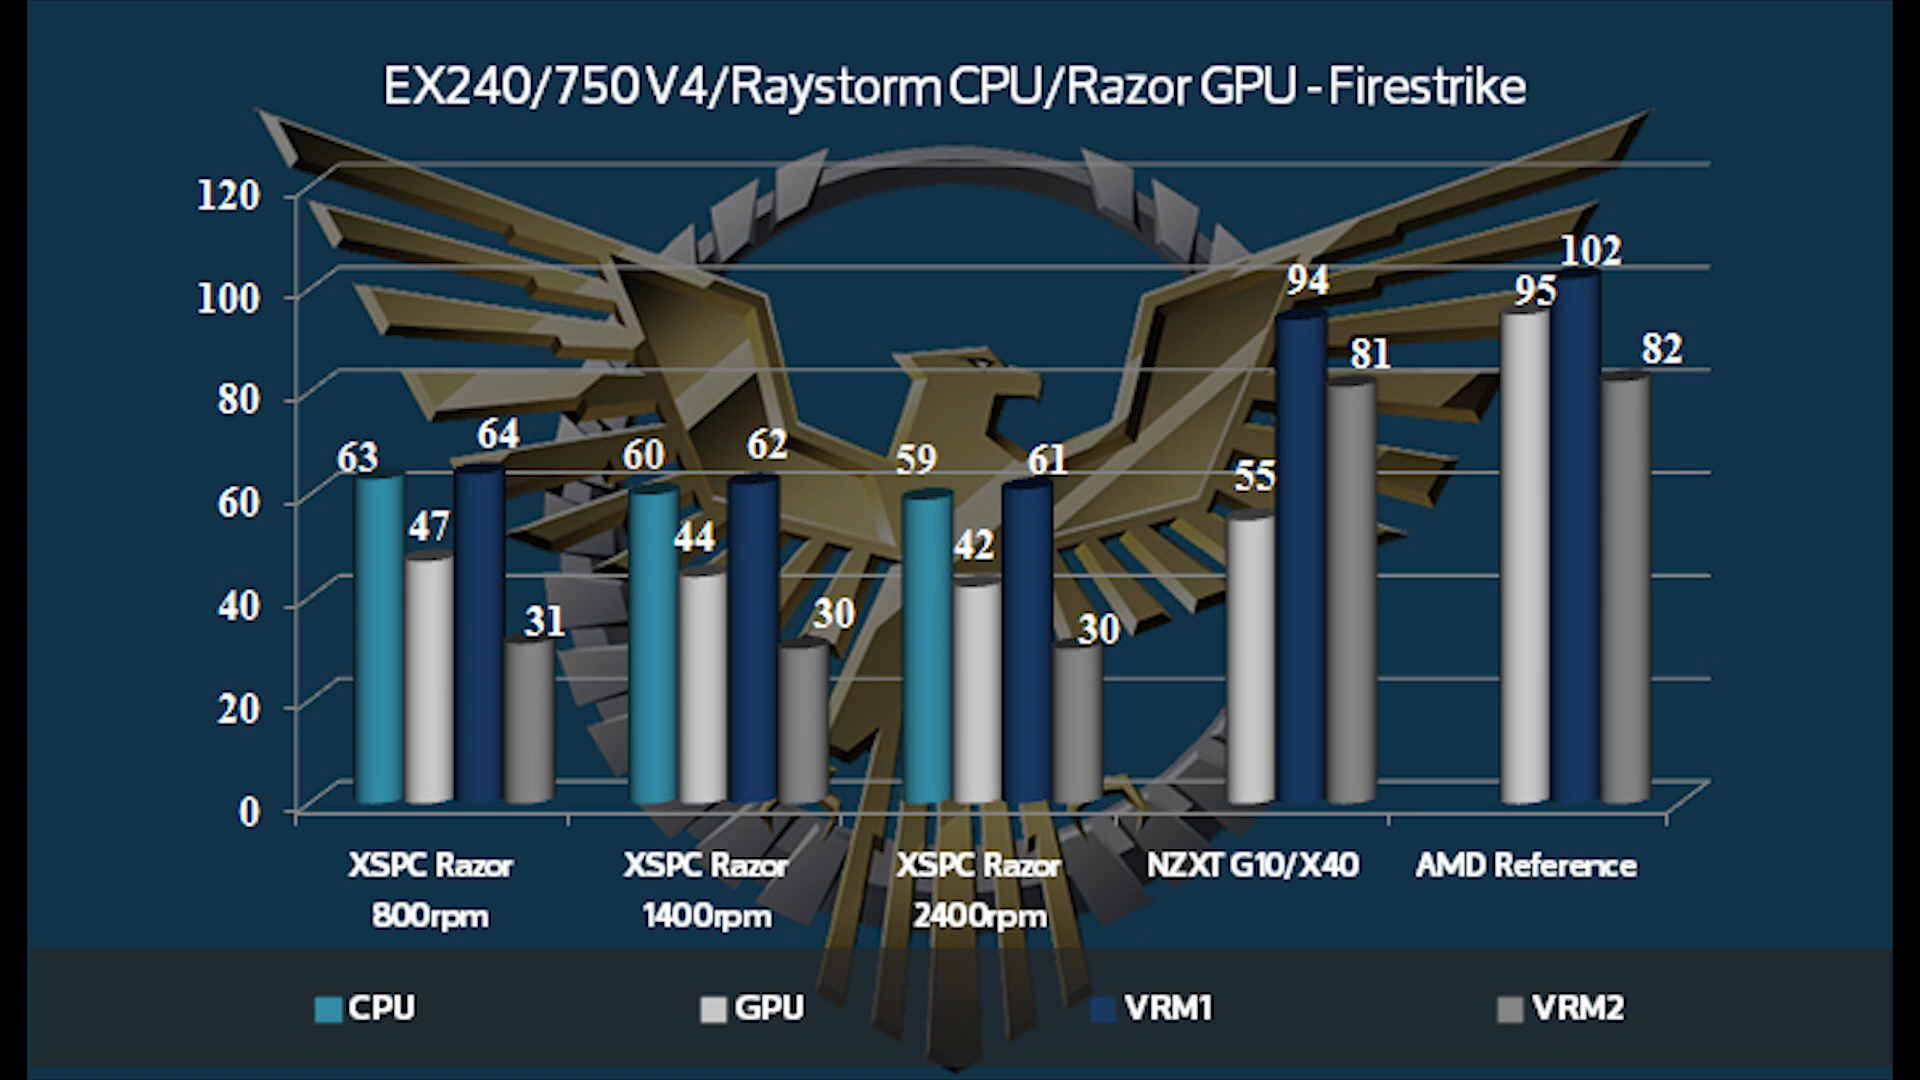 EX240/750 V4/Raystorm CPU/Razor GPU - Firestrike
120
100
80
60
40
20
0
63
47
64
31
60
44
62
30
59
42
61
30
55
94
81
95
102
82
XSPC Razor
800rpm
XSPC Razor
1400rpm
XSPC Razor
2400rpm
NZXT G10/X40
AMD Reference
CPU
GPU
VRM1
VRM2